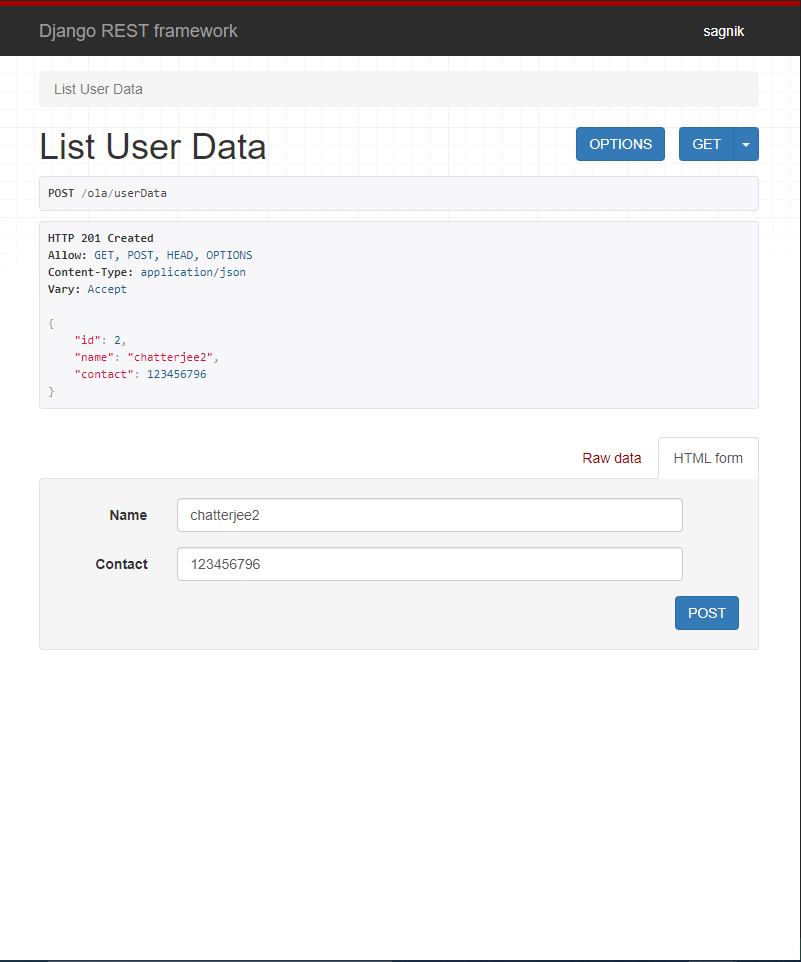 Django REST framework
sagnik
List User Data
List User Data
OPTIONS
GET
POST /ola/userData
HTTP 201 Created
Allow: GET, POST, HEAD, OPTIONS
Content-Type: application/json
Vary: Accept
{
"id": 2,
"name": "chatterjee2",
"contact": 123456796
}
Raw data
HTML form
Name
chatterjee2
Contact
123456796
POST